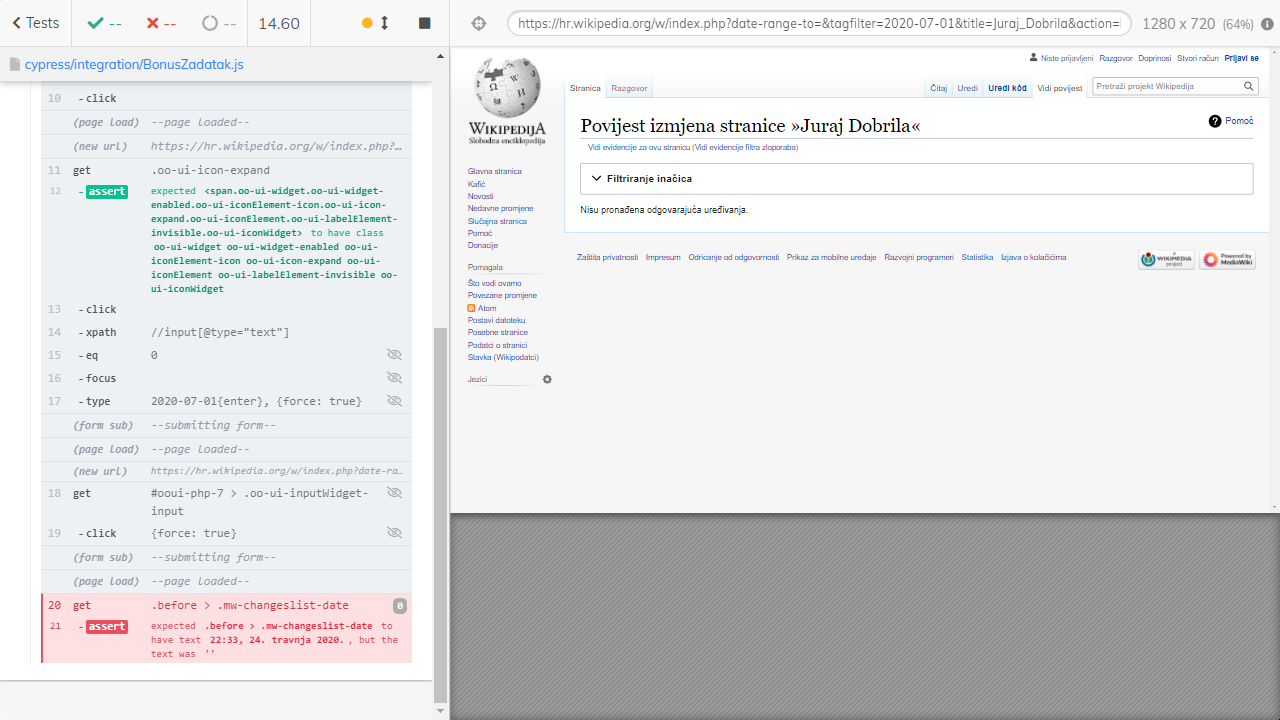 Tests
--
--
--
14.60
https://hr.wikipedia.org/w/index.php?date-range-to=&tagfilter=2020-07-01&title=Juraj_Dobrila&action=
1280 x 720 (64%)
cypress/integration/BonusZadatak.js
10 - click
(page load) --page loaded--
(new url) https://hr.wikipedia.org/w/index.php?…
11 get .oo-ui-icon-expand
12 - assert expected <span.oo-ui-widget.oo-ui-widget-
enabled.oo-ui-iconElement-icon.oo-ui-icon-
expand.oo-ui-iconElement.oo-ui-labelElement-
invisible.oo-ui-iconWidget> to have class
oo-ui-widget oo-ui-widget-enabled oo-ui-
iconElement-icon oo-ui-icon-expand oo-ui-
iconElement oo-ui-labelElement-invisible oo-
ui-iconWidget
13 - click
14 - xpath //input[@type="text"]
15 - eq 0
16 - focus
17 - type 2020-07-01{enter}, {force: true}
(form sub) --submitting form--
(page load) --page loaded--
(new url) https://hr.wikipedia.org/w/index.php?date-ra…
18 get #ooui-php-7 > .oo-ui-inputWidget-
input
19 - click {force: true}
(form sub) --submitting form--
(page load) --page loaded--
20 get .before > .mw-changeslist-date 0
21 - assert expected .before > .mw-changeslist-date to
have text 22:33, 24. travnja 2020. , but the
text was ''
WIKIPEDIJA
Slobodna enciklopedija
Glavna stranica
Kafić
Novosti
Nedavne promjene
Slučajna stranica
Pomoć
Donacije
Pomagala
Što vodi ovamo
Povezane promjene
Atom
Postavi datoteku
Posebne stranice
Podatci o stranici
Stavka (Wikipodatci)
Jezici
Niste prijavljeni Razgovor Doprinosi Stvori račun Prijavi se
Stranica Razgovor Čitaj Uredi Uredi kôd Vidi povijest Pretraži projekt Wikipedija
Povijest izmjena stranice »Juraj Dobrila«
Pomoć
Vidi evidencije za ovu stranicu (Vidi evidencije filtra zloporaba)
Filtriranje inačica
Nisu pronađena odgovarajuća uređivanja.
Zaštita privatnosti Impresum Odricanje od odgovornosti Prikaz za mobilne uređaje Razvojni programeri Statistika Izjava o kolačićima
A WIKIMEDIA
project
Powered by
MediaWiki